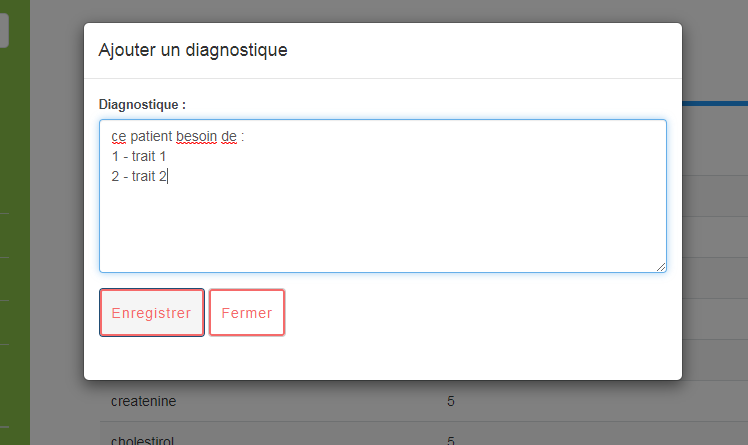 Ajouter un diagnostique
Diagnostique :
ce patient besoin de :
1 - trait 1
2 - trait 2
Enregistrer Fermer
createnine 5
cholestirol 5